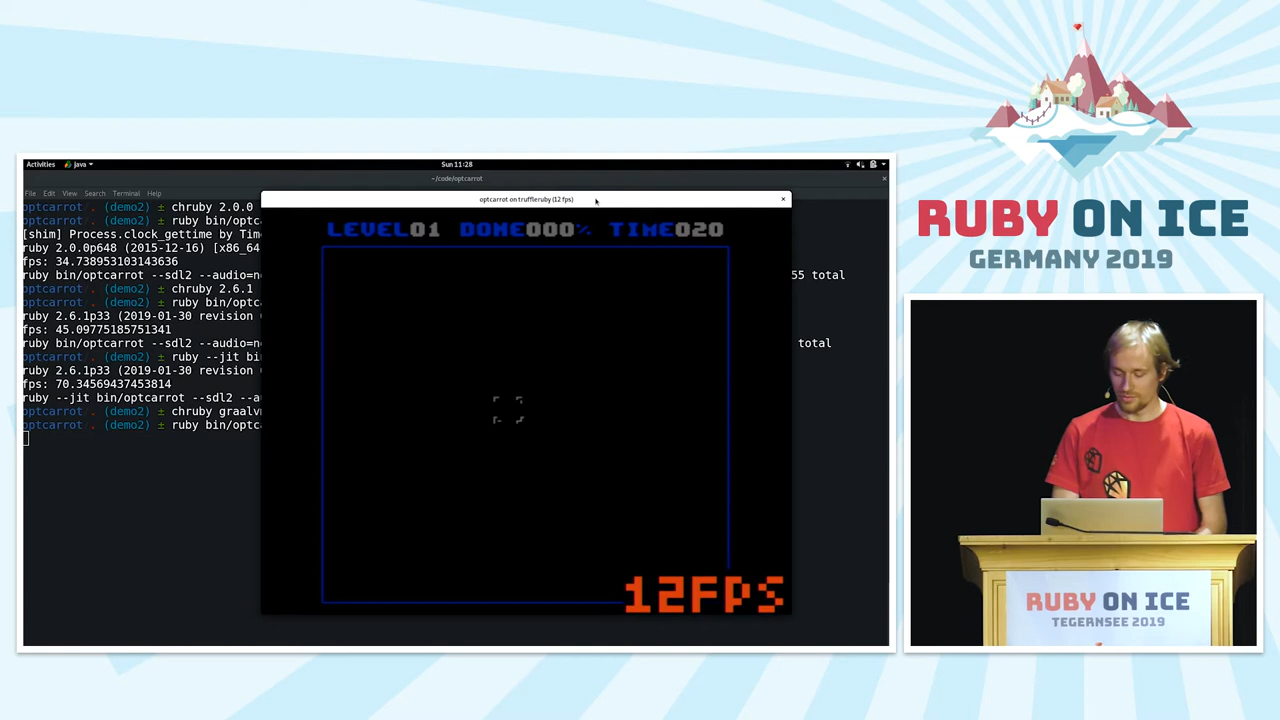 RUBY ON ICE
GERMANY 2019
Activities
java
Sun 11:28
~/code/optcarrot
File Edit View Search Terminal Help
optcarrot on truffleruby (12 fps)
optcarrot . (demo2) ± chruby 2.0.0
optcarrot . (demo2) ± ruby bin/optc
[shim] Process.clock_gettime by Time
ruby 2.0.0p648 (2015-12-16) [x86_64
fps: 34.738953103143636
ruby bin/optcarrot --sdl2 --audio=no
55 total
optcarrot . (demo2) ± chruby 2.6.1
optcarrot . (demo2) ± ruby bin/optc
ruby 2.6.1p33 (2019-01-30 revision
fps: 45.09775185751341
ruby bin/optcarrot --sdl2 --audio=no
total
optcarrot . (demo2) ± ruby --jit bin
ruby 2.6.1p33 (2019-01-30 revision
fps: 70.34569437453814
ruby --jit bin/optcarrot --sdl2 --a
optcarrot . (demo2) ± chruby graalv
optcarrot . (demo2) ± ruby bin/optc
LEVEL01 DONE000% TIME020
12FPS
RUBY ON ICE
TEGERNSEE 2019